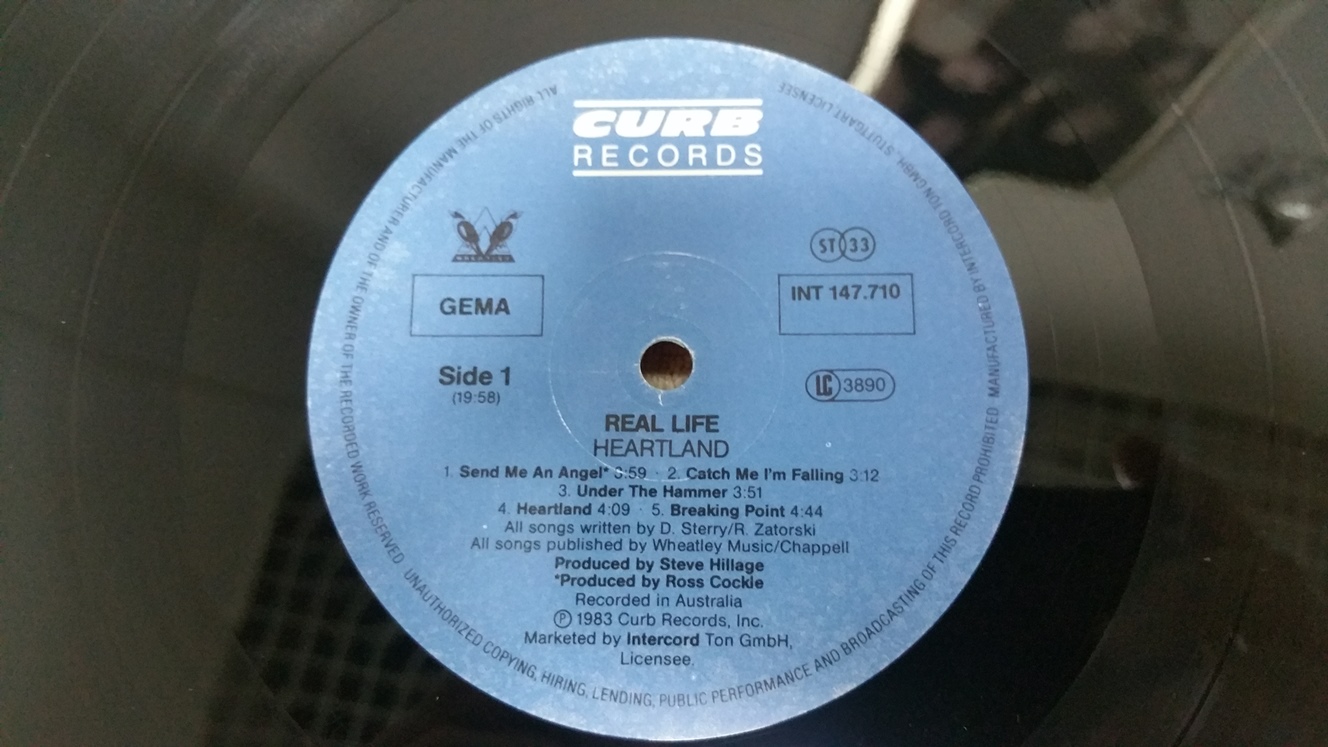 CURB
RECORDS
WHEATLEY
ST 33
GEMA
INT 147.710
Side 1
(19:58)
LC 3890
REAL LIFE
HEARTLAND
1. Send Me An Angel* 3:59 · 2. Catch Me I'm Falling 3:12
3. Under The Hammer 3:51
4. Heartland 4:09 · 5. Breaking Point 4:44
All songs written by D. Sterry/R. Zatorski
All songs published by Wheatley Music/Chappell
Produced by Steve Hillage
*Produced by Ross Cockle
Recorded in Australia
Ⓟ 1983 Curb Records, Inc.
Marketed by Intercord Ton GmbH,
Licensee.
ALL RIGHTS OF THE MANUFACTURER AND OF THE OWNER OF THE RECORDED WORK RESERVED UNAUTHORIZED COPYING, HIRING, LENDING, PUBLIC PERFORMANCE AND BROADCASTING OF THIS RECORD PROHIBITED MANUFACTURED BY INTERCORD TON GMBH, STUTTGART, LICENSEE